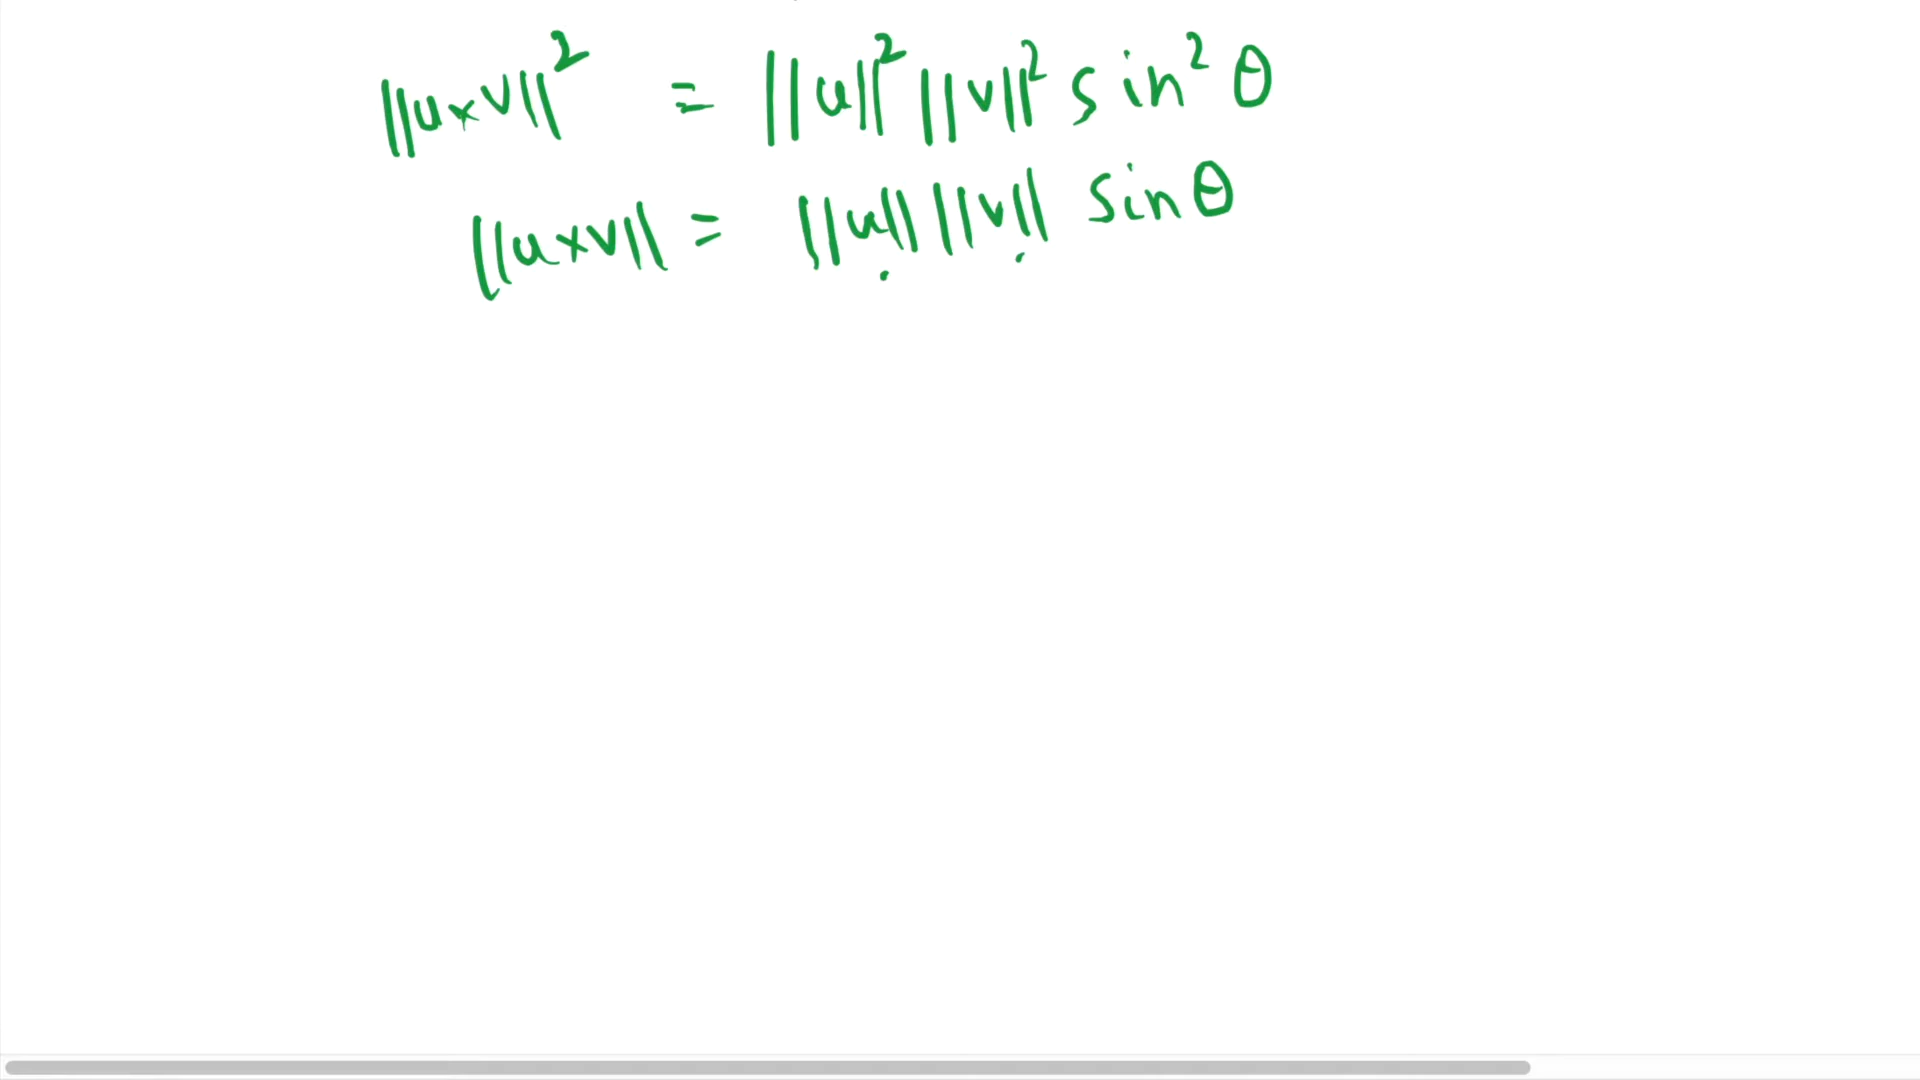 ||u×v||² = ||u||² ||v||² sin² θ
||u×v|| = ||u|| ||v|| sin θ